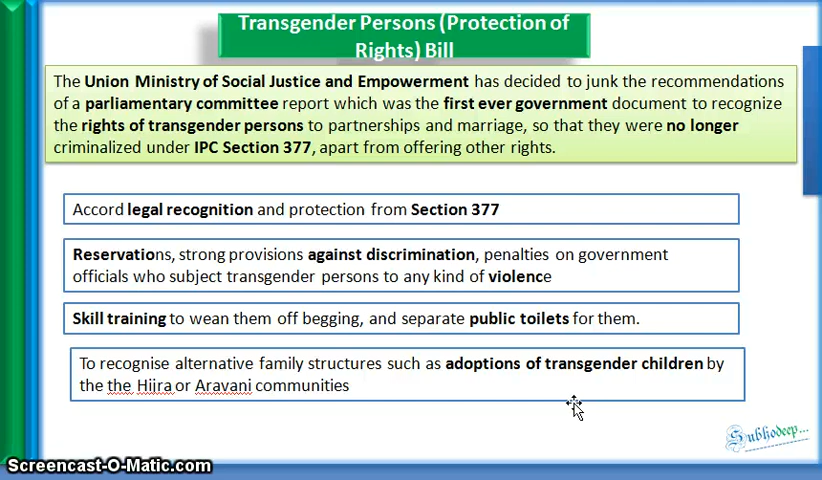 Transgender Persons (Protection of
Rights) Bill
The Union Ministry of Social Justice and Empowerment has decided to junk the recommendations
of a parliamentary committee report which was the first ever government document to recognize
the rights of transgender persons to partnerships and marriage, so that they were no longer
criminalized under IPC Section 377, apart from offering other rights.
Accord legal recognition and protection from Section 377
Reservations, strong provisions against discrimination, penalties on government
officials who subject transgender persons to any kind of violence
Skill training to wean them off begging, and separate public toilets for them.
To recognise alternative family structures such as adoptions of transgender children by
the the Hijra or Aravani communities
Subhodeep...
Screencast-O-Matic.com